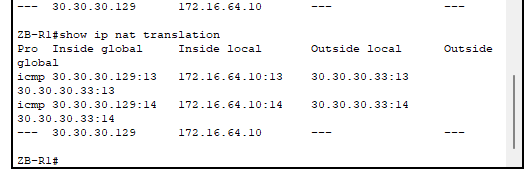 ---  30.30.30.129     172.16.64.10       ---                ---
ZB-R1#show ip nat translation
Pro  Inside global     Inside local       Outside local      Outside
global
icmp 30.30.30.129:13   172.16.64.10:13    30.30.30.33:13
30.30.30.33:13
icmp 30.30.30.129:14   172.16.64.10:14    30.30.30.33:14
30.30.30.33:14
---  30.30.30.129      172.16.64.10       ---                ---
ZB-R1#